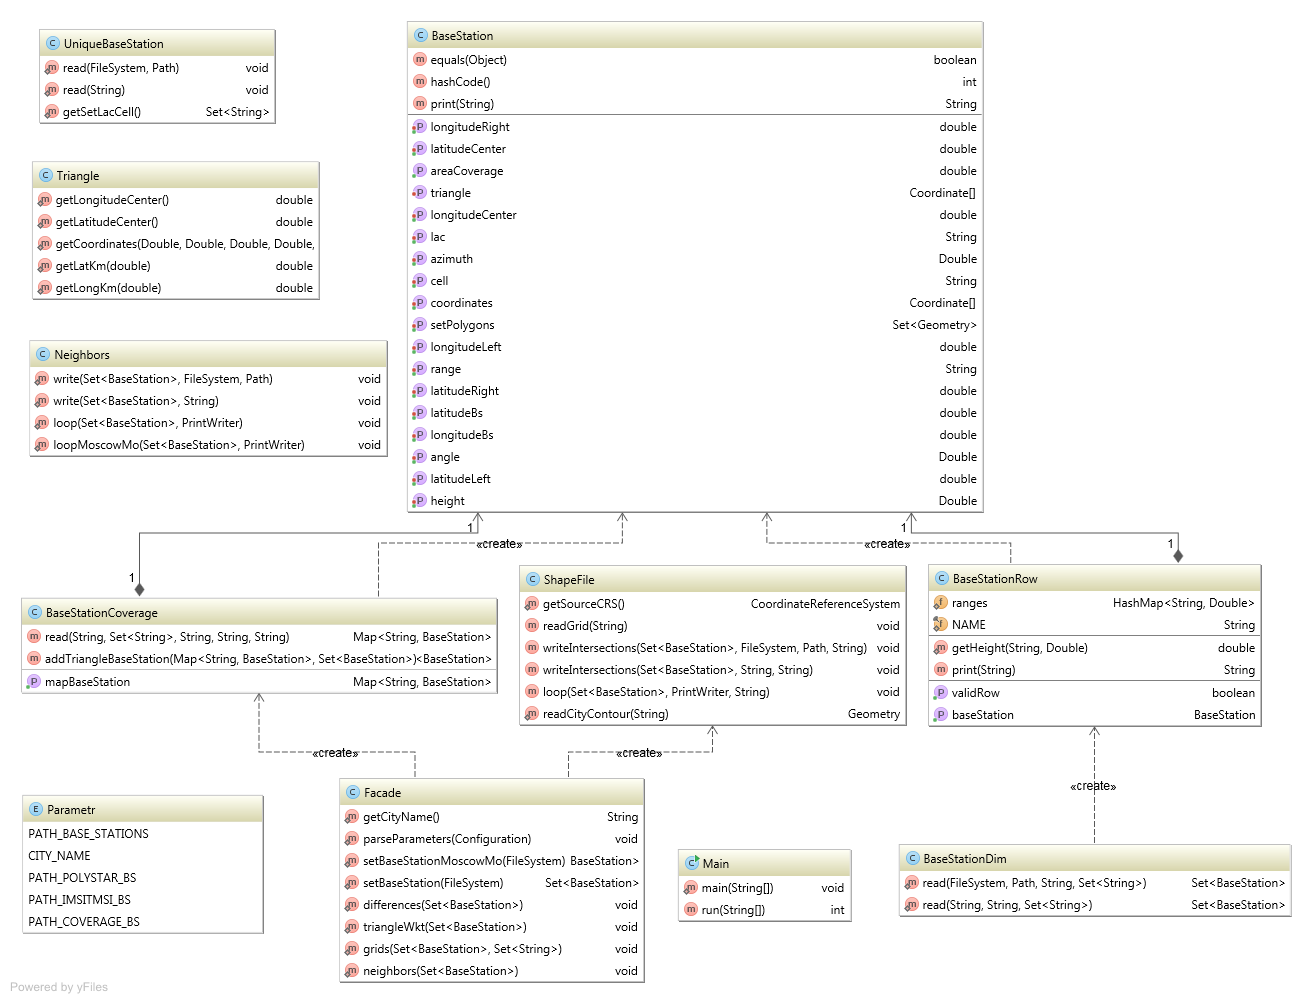 UniqueBaseStation
read(FileSystem, Path) void
read(String) void
getSetLacCell() Set<String>
Triangle
getLongitudeCenter() double
getLatitudeCenter() double
getCoordinates(Double, Double, Double, Double,
getLatKm(double) double
getLongKm(double) double
Neighbors
write(Set<BaseStation>, FileSystem, Path) void
write(Set<BaseStation>, String) void
loop(Set<BaseStation>, PrintWriter) void
loopMoscowMo(Set<BaseStation>, PrintWriter) void
BaseStation
equals(Object) boolean
hashCode() int
print(String) String
longitudeRight double
latitudeCenter double
areaCoverage double
triangle Coordinate[]
longitudeCenter double
lac String
azimuth Double
cell String
coordinates Coordinate[]
setPolygons Set<Geometry>
longitudeLeft double
range String
latitudeRight double
latitudeBs double
longitudeBs double
angle Double
latitudeLeft double
height Double
1
1
«create»
«create»
1
1
BaseStationCoverage
read(String, Set<String>, String, String, String) Map<String, BaseStation>
addTriangleBaseStation(Map<String, BaseStation>, Set<BaseStation>)<BaseStation>
mapBaseStation Map<String, BaseStation>
ShapeFile
getSourceCRS() CoordinateReferenceSystem
readGrid(String) void
writeIntersections(Set<BaseStation>, FileSystem, Path, String) void
writeIntersections(Set<BaseStation>, String, String) void
loop(Set<BaseStation>, PrintWriter, String) void
readCityContour(String) Geometry
BaseStationRow
ranges HashMap<String, Double>
NAME String
getHeight(String, Double) double
print(String) String
validRow boolean
baseStation BaseStation
«create»
«create»
«create»
Parametr
PATH_BASE_STATIONS
CITY_NAME
PATH_POLYSTAR_BS
PATH_IMSITMSI_BS
PATH_COVERAGE_BS
Facade
getCityName() String
parseParameters(Configuration) void
setBaseStationMoscowMo(FileSystem) BaseStation>
setBaseStation(FileSystem) Set<BaseStation>
differences(Set<BaseStation>) void
triangleWkt(Set<BaseStation>) void
grids(Set<BaseStation>, Set<String>) void
neighbors(Set<BaseStation>) void
Main
main(String[]) void
run(String[]) int
BaseStationDim
read(FileSystem, Path, String, Set<String>) Set<BaseStation>
read(String, String, Set<String>) Set<BaseStation>
Powered by yFiles